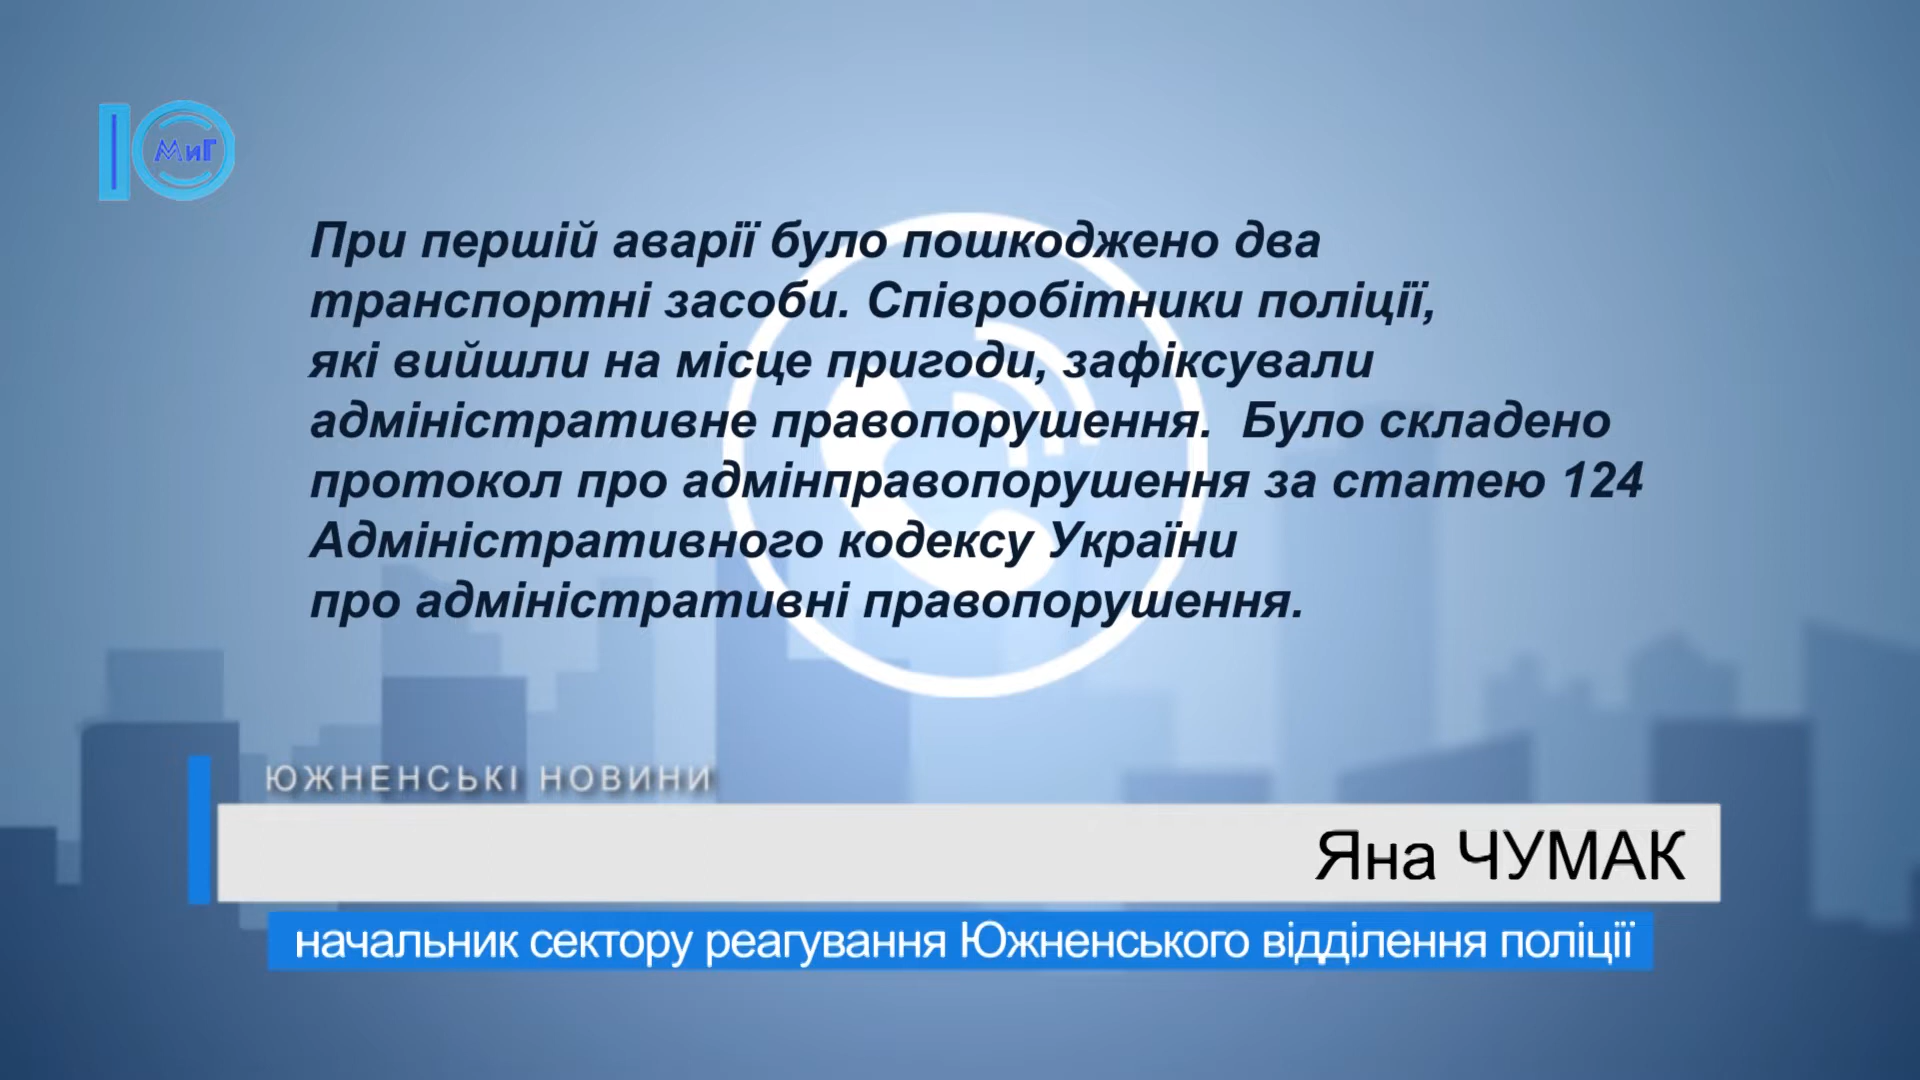 Ю
МиГ
При першій аварії було пошкоджено два
транспортні засоби. Співробітники поліції,
які вийшли на місце пригоди, зафіксували
адміністративне правопорушення.  Було складено
протокол про адмінправопорушення за статею 124
Адміністративного кодексу України
про адміністративні правопорушення.
ЮЖНЕНСЬКІ НОВИНИ
Яна ЧУМАК
начальник сектору реагування Южненського відділення поліції